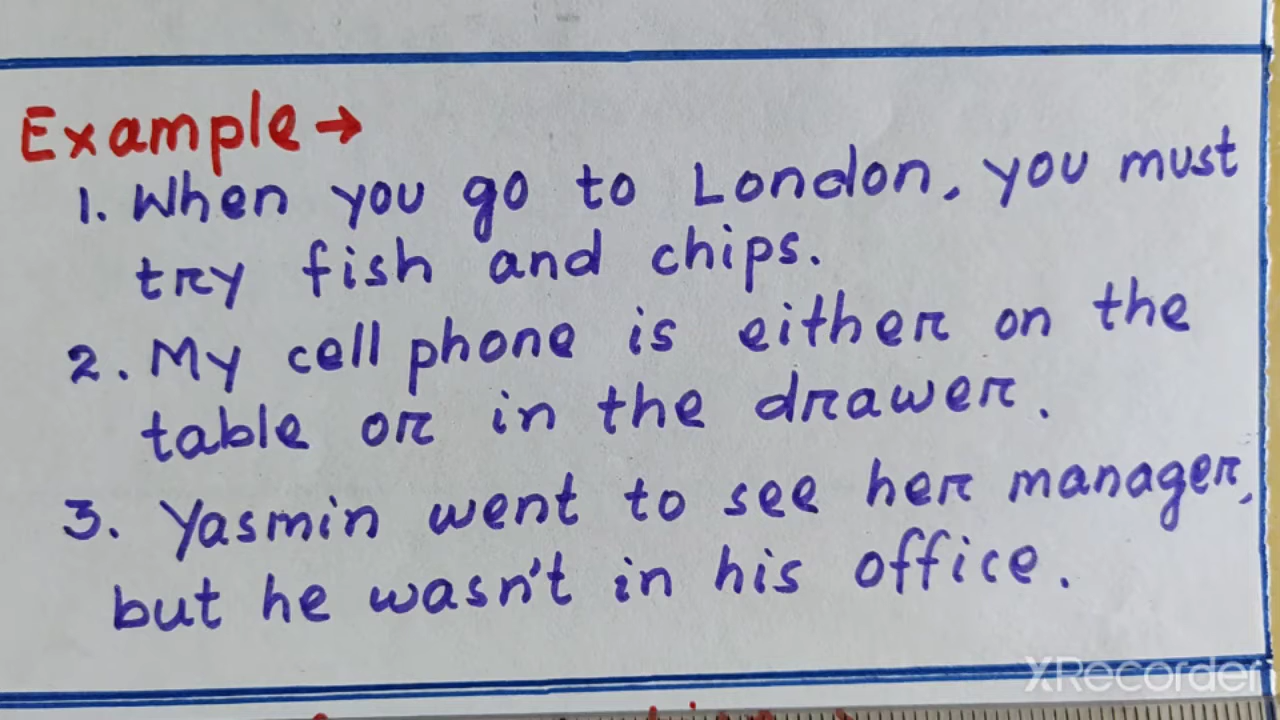 Example →
1. When you go to London, you must
try fish and chips.
2. My cell phone is either on the
table or in the drawer.
3. Yasmin went to see her manager,
but he wasn't in his office.
XRecorder